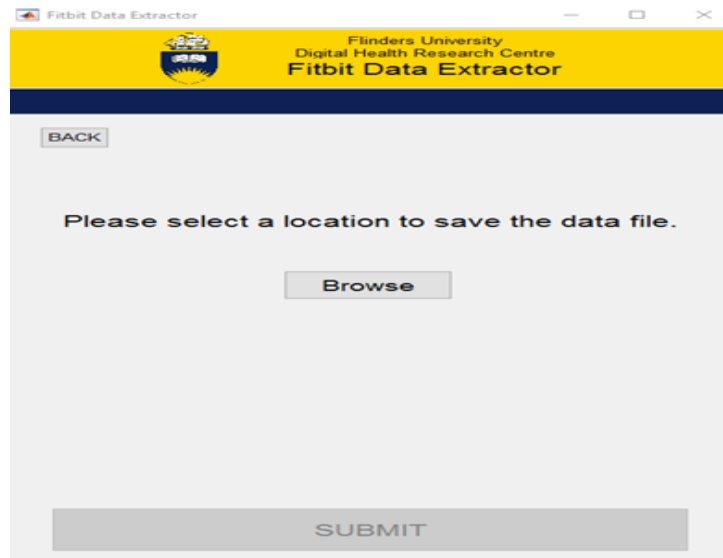 Fitbit Data Extractor
Flinders University
Digital Health Research Centre
Fitbit Data Extractor
BACK
Please select a location to save the data file.
Browse
SUBMIT